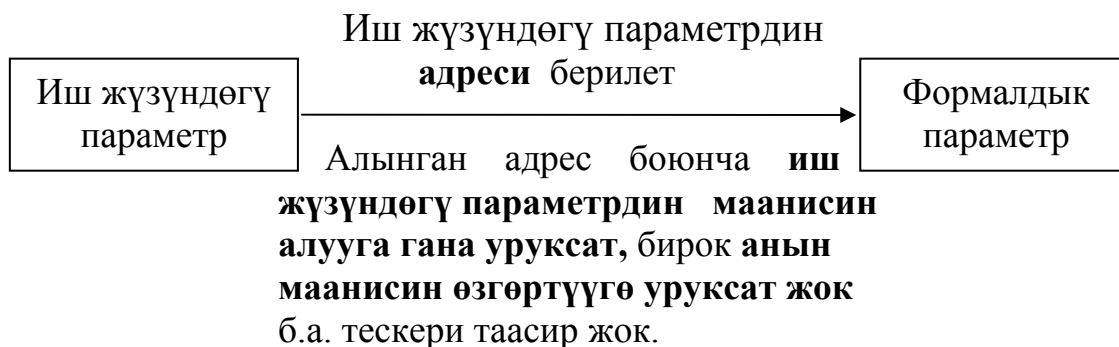 Иш жүзүндөгү параметрдин
адреси берилет
Иш жүзүндөгү
параметр
Формалдык
параметр
Алынган адрес боюнча иш
жүзүндөгү параметрдин маанисин
алууга гана уруксат, бирок анын
маанисин өзгөртүүгө уруксат жок
б.а. тескери таасир жок.